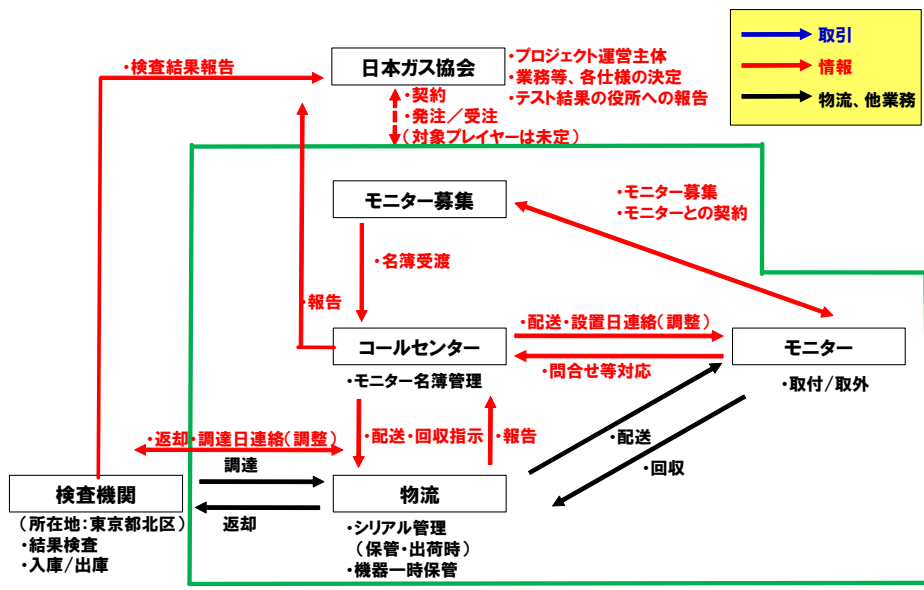 取引
情報
物流、他業務
・検査結果報告
日本ガス協会
・プロジェクト運営主体
・業務等、各仕様の決定
・テスト結果の役所への報告
・契約
・発注／受注
（対象プレイヤーは未定）
モニター募集
・モニター募集
・モニターとの契約
・名簿受渡
・報告
・配送・設置日連絡（調整）
コールセンター
モニター
・問合せ等対応
・モニター名簿管理
・取付/取外
・返却・調達日連絡（調整）
・配送・回収指示
・報告
・配送
・回収
調達
検査機関
物流
返却
（所在地：東京都北区）
・結果検査
・入庫/出庫
・シリアル管理
（保管・出荷時）
・機器一時保管